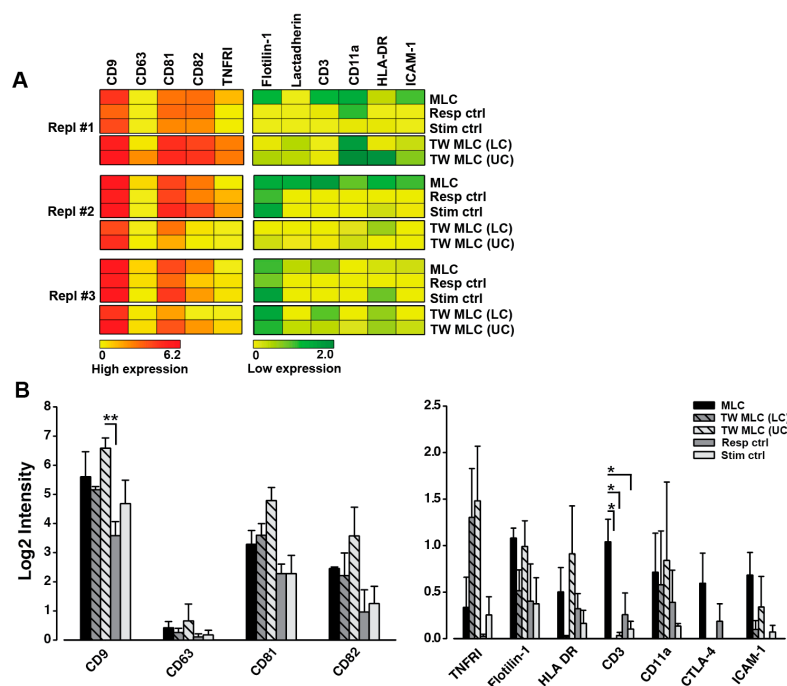 A
CD9
CD63
CD81
CD82
TNFRI
Flotilin-1
Lactadherin
CD3
CD11a
HLA-DR
ICAM-1
Repl #1
MLC
Resp ctrl
Stim ctrl
TW MLC (LC)
TW MLC (UC)
Repl #2
MLC
Resp ctrl
Stim ctrl
TW MLC (LC)
TW MLC (UC)
Repl #3
MLC
Resp ctrl
Stim ctrl
TW MLC (LC)
TW MLC (UC)
0 6.2
High expression
0 2.0
Low expression
B
Log2 Intensity
8
7
6
5
4
3
2
1
0
**
CD9
CD63
CD81
CD82
2.5
2.0
1.5
1.0
0.5
0.0
*
*
*
MLC
TW MLC (LC)
TW MLC (UC
Resp ctrl
Stim ctrl
TNFRI
Flotilin-1
HLA DR
CD3
CD11a
CTLA-4
ICAM-1